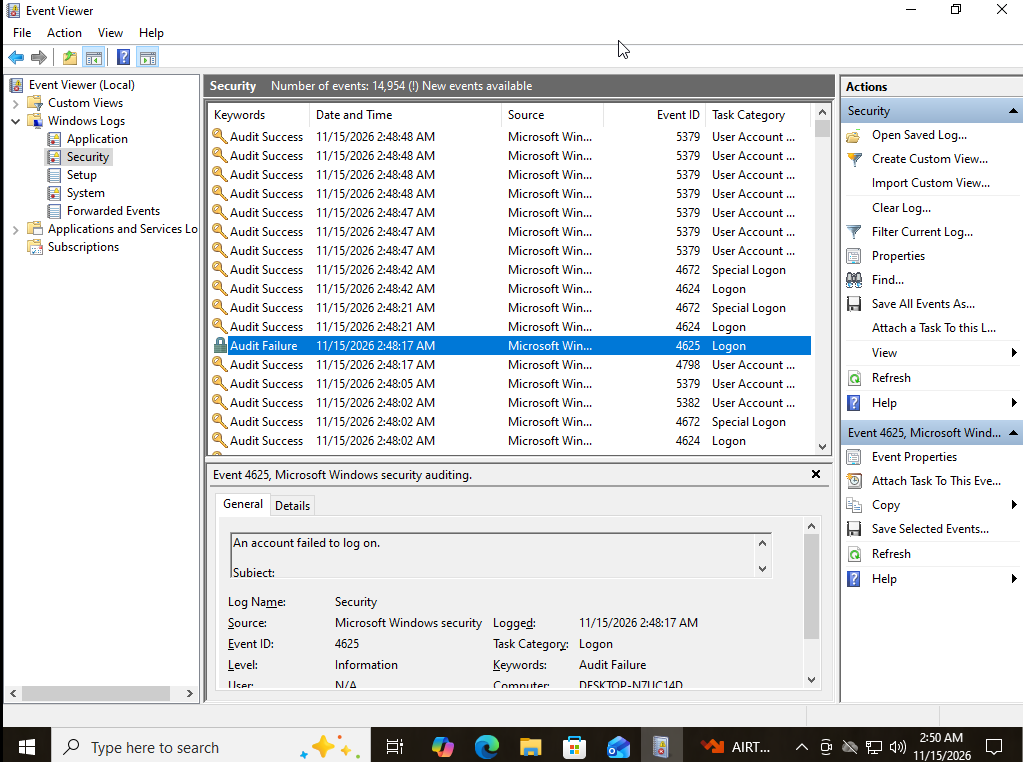 Event Viewer
File Action View Help
Event Viewer (Local)
Custom Views
Windows Logs
Application
Security
Setup
System
Forwarded Events
Applications and Services Lo
Subscriptions
Security Number of events: 14,954 (!) New events available
Keywords Date and Time Source Event ID Task Category
Audit Success 11/15/2026 2:48:48 AM Microsoft Win... 5379 User Account ...
Audit Success 11/15/2026 2:48:48 AM Microsoft Win... 5379 User Account ...
Audit Success 11/15/2026 2:48:48 AM Microsoft Win... 5379 User Account ...
Audit Success 11/15/2026 2:48:48 AM Microsoft Win... 5379 User Account ...
Audit Success 11/15/2026 2:48:47 AM Microsoft Win... 5379 User Account ...
Audit Success 11/15/2026 2:48:47 AM Microsoft Win... 5379 User Account ...
Audit Success 11/15/2026 2:48:47 AM Microsoft Win... 5379 User Account ...
Audit Success 11/15/2026 2:48:42 AM Microsoft Win... 4672 Special Logon
Audit Success 11/15/2026 2:48:42 AM Microsoft Win... 4624 Logon
Audit Success 11/15/2026 2:48:21 AM Microsoft Win... 4672 Special Logon
Audit Success 11/15/2026 2:48:21 AM Microsoft Win... 4624 Logon
Audit Failure 11/15/2026 2:48:17 AM Microsoft Win... 4625 Logon
Audit Success 11/15/2026 2:48:17 AM Microsoft Win... 4798 User Account ...
Audit Success 11/15/2026 2:48:05 AM Microsoft Win... 5379 User Account ...
Audit Success 11/15/2026 2:48:02 AM Microsoft Win... 5382 User Account ...
Audit Success 11/15/2026 2:48:02 AM Microsoft Win... 4672 Special Logon
Audit Success 11/15/2026 2:48:02 AM Microsoft Win... 4624 Logon
Event 4625, Microsoft Windows security auditing.
General Details
An account failed to log on.
Subject:
Log Name: Security
Source: Microsoft Windows security Logged: 11/15/2026 2:48:17 AM
Event ID: 4625 Task Category: Logon
Level: Information Keywords: Audit Failure
User: N/A Computer: DESKTOP-N7UC14D
Actions
Security
Open Saved Log...
Create Custom View...
Import Custom View...
Clear Log...
Filter Current Log...
Properties
Find...
Save All Events As...
Attach a Task To this L...
View
Refresh
Help
Event 4625, Microsoft Wind...
Event Properties
Attach Task To This Eve...
Copy
Save Selected Events...
Refresh
Help
Type here to search
AIRT...
2:50 AM
11/15/2026